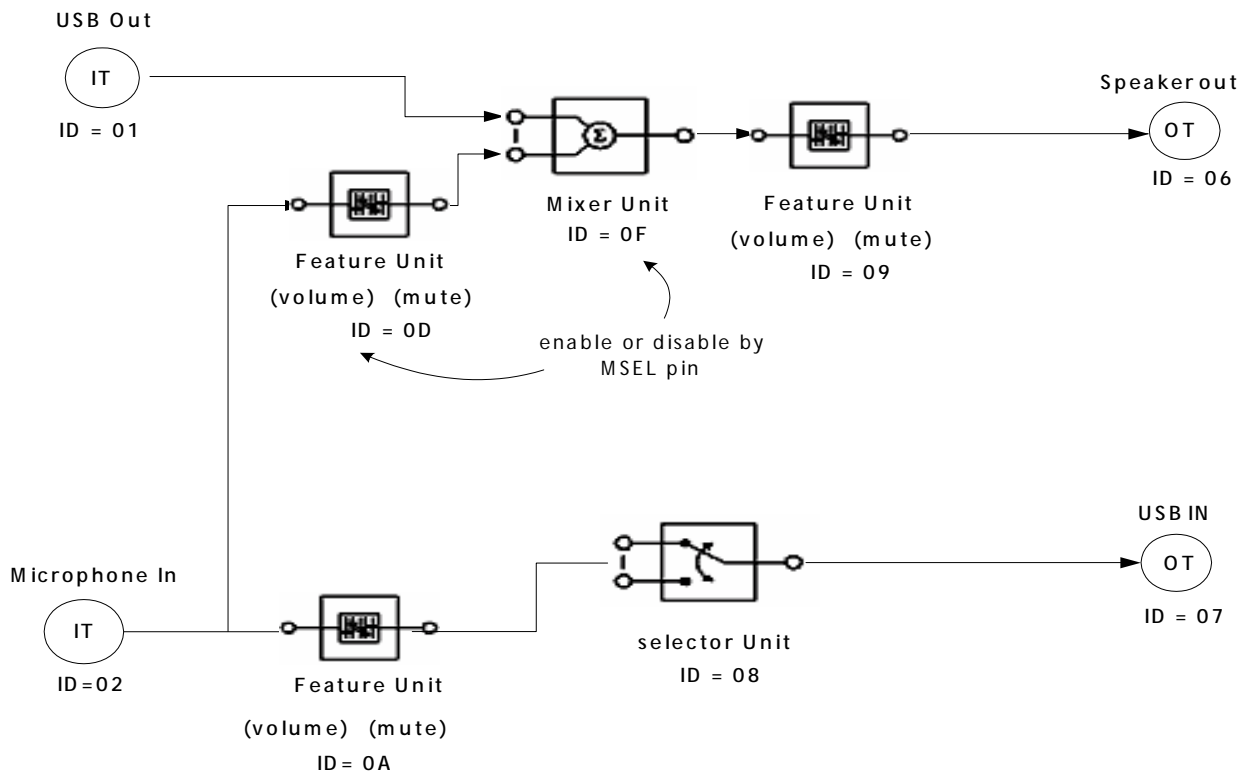 USB Out
IT
ID = 01
Speaker out
OT
ID = 06
Σ
Mixer Unit
ID = 0F
Feature Unit
(volume) (mute)
ID = 09
Feature Unit
(volume) (mute)
ID = 0D
enable or disable by
MSEL pin
USB IN
OT
ID = 07
Microphone In
IT
ID=02
selector Unit
ID = 08
Feature Unit
(volume) (mute)
ID= 0A